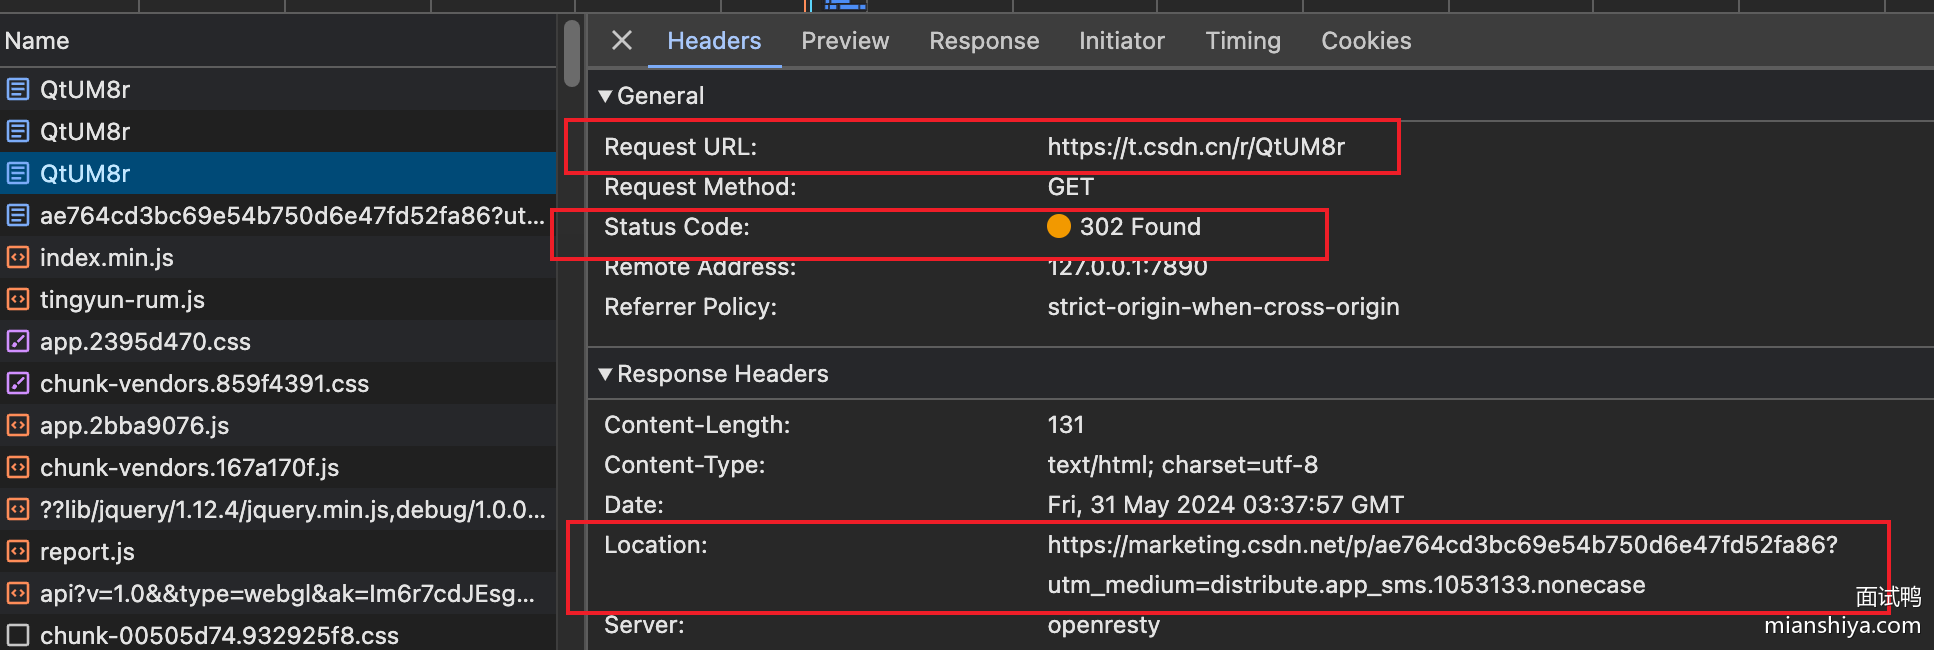 Name
QtUM8r
QtUM8r
QtUM8r
ae764cd3bc69e54b750d6e47fd52fa86?ut...
index.min.js
tingyun-rum.js
app.2395d470.css
chunk-vendors.859f4391.css
app.2bba9076.js
chunk-vendors.167a170f.js
??lib/jquery/1.12.4/jquery.min.js,debug/1.0.0...
report.js
api?v=1.0&&type=webgl&ak=Im6r7cdJEsg...
chunk-00505d74.932925f8.css
Headers Preview Response Initiator Timing Cookies
General
Request URL: https://t.csdn.cn/r/QtUM8r
Request Method: GET
Status Code: 302 Found
Remote Address: 127.0.0.1:7890
Referrer Policy: strict-origin-when-cross-origin
Response Headers
Content-Length: 131
Content-Type: text/html; charset=utf-8
Date: Fri, 31 May 2024 03:37:57 GMT
Location: https://marketing.csdn.net/p/ae764cd3bc69e54b750d6e47fd52fa86?
utm_medium=distribute.app_sms.1053133.nonecase
Server: openresty
面试鸭
mianshiya.com